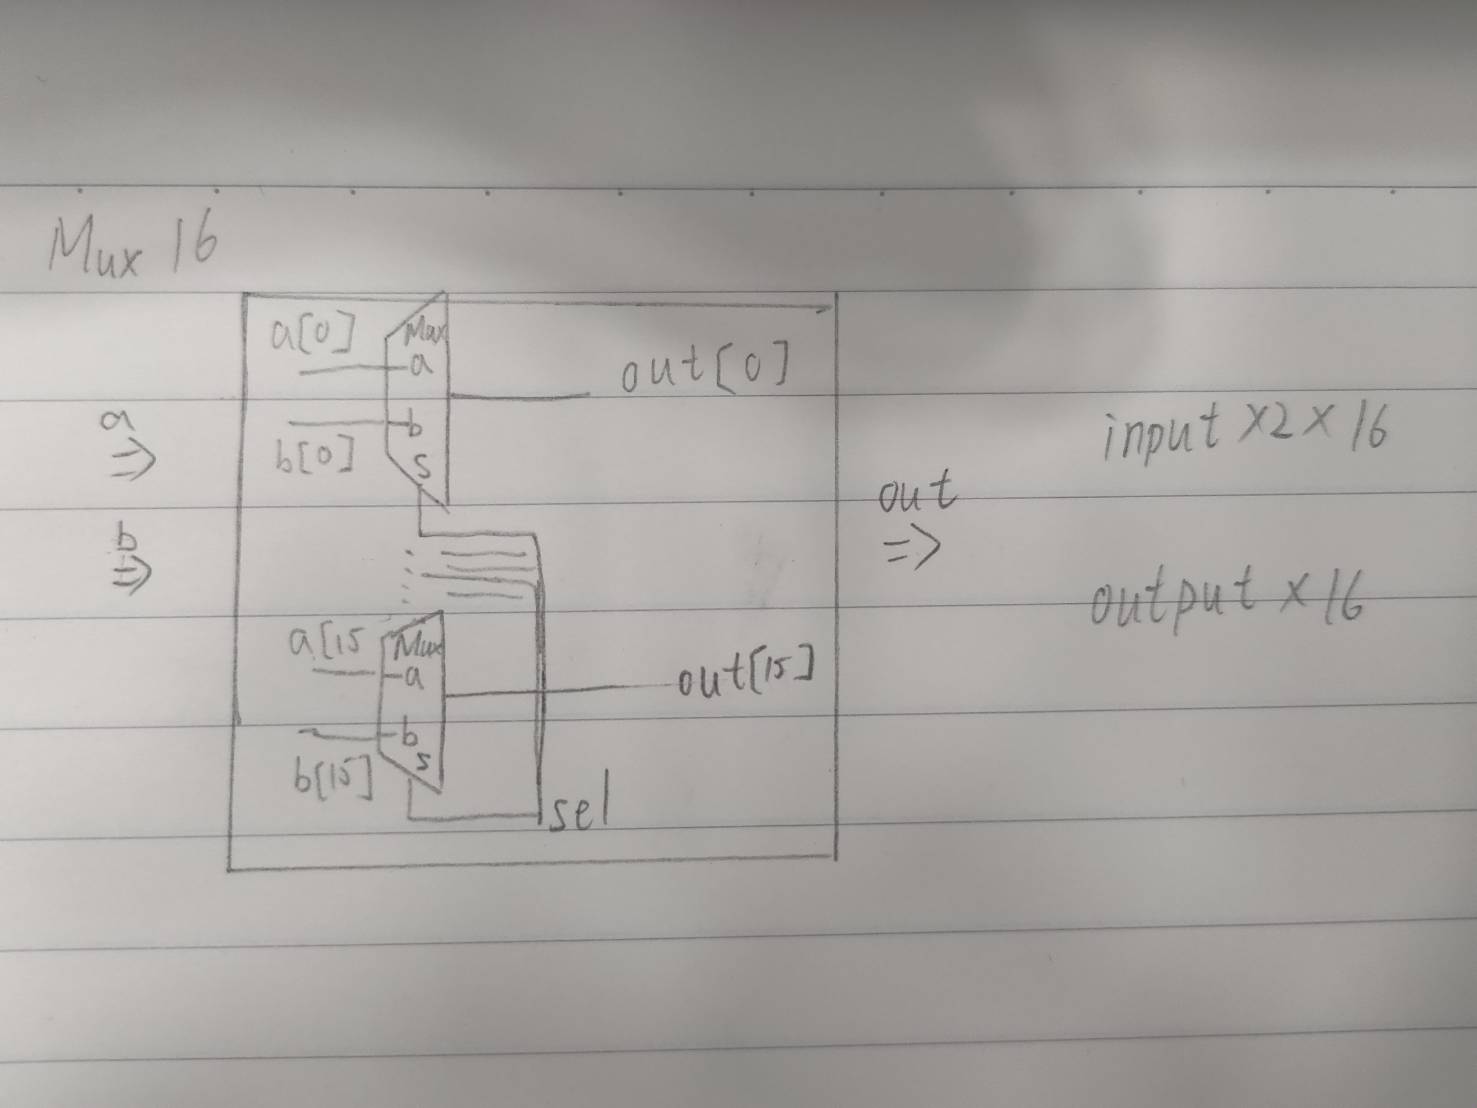 Mux 16
a[0]
Mux
a
out[0]
b
b[0]
S
a
⇒
b
⇒
out
⇒
input x2 x 16
output x 16
a[15
Mux
a
out[15]
b
b[15]
S
sel